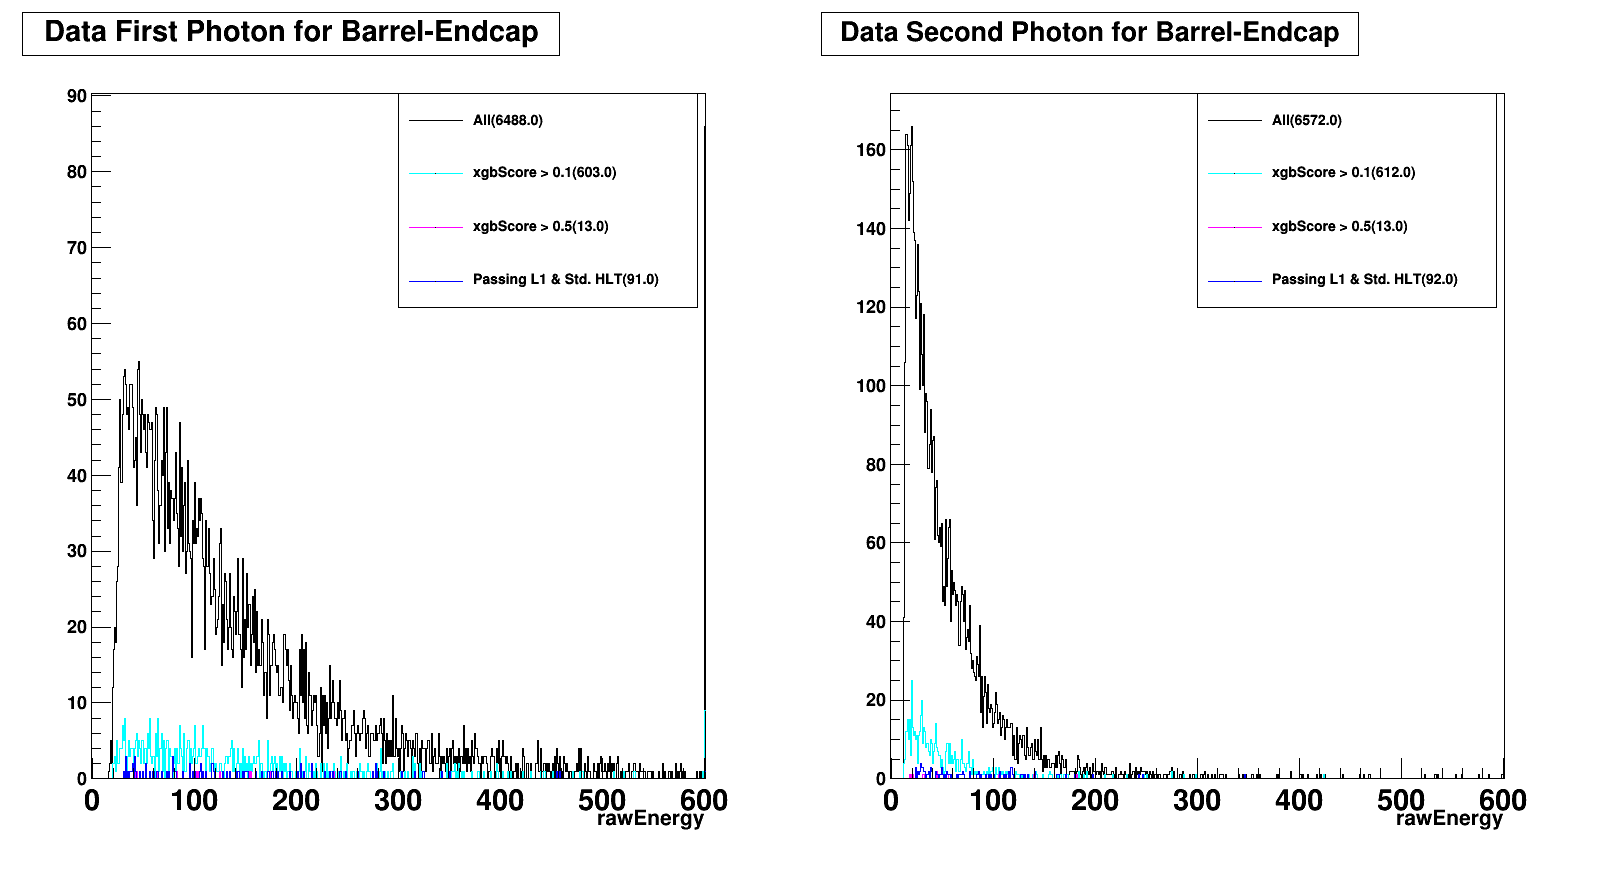 Data First Photon for Barrel-Endcap
90
80
70
60
50
40
30
20
10
0
All(6488.0)
xgbScore > 0.1(603.0)
xgbScore > 0.5(13.0)
Passing L1 & Std. HLT(91.0)
0 100 200 300 400 500 600
rawEnergy
Data Second Photon for Barrel-Endcap
160
140
120
100
80
60
40
20
0
All(6572.0)
xgbScore > 0.1(612.0)
xgbScore > 0.5(13.0)
Passing L1 & Std. HLT(92.0)
0 100 200 300 400 500 600
rawEnergy